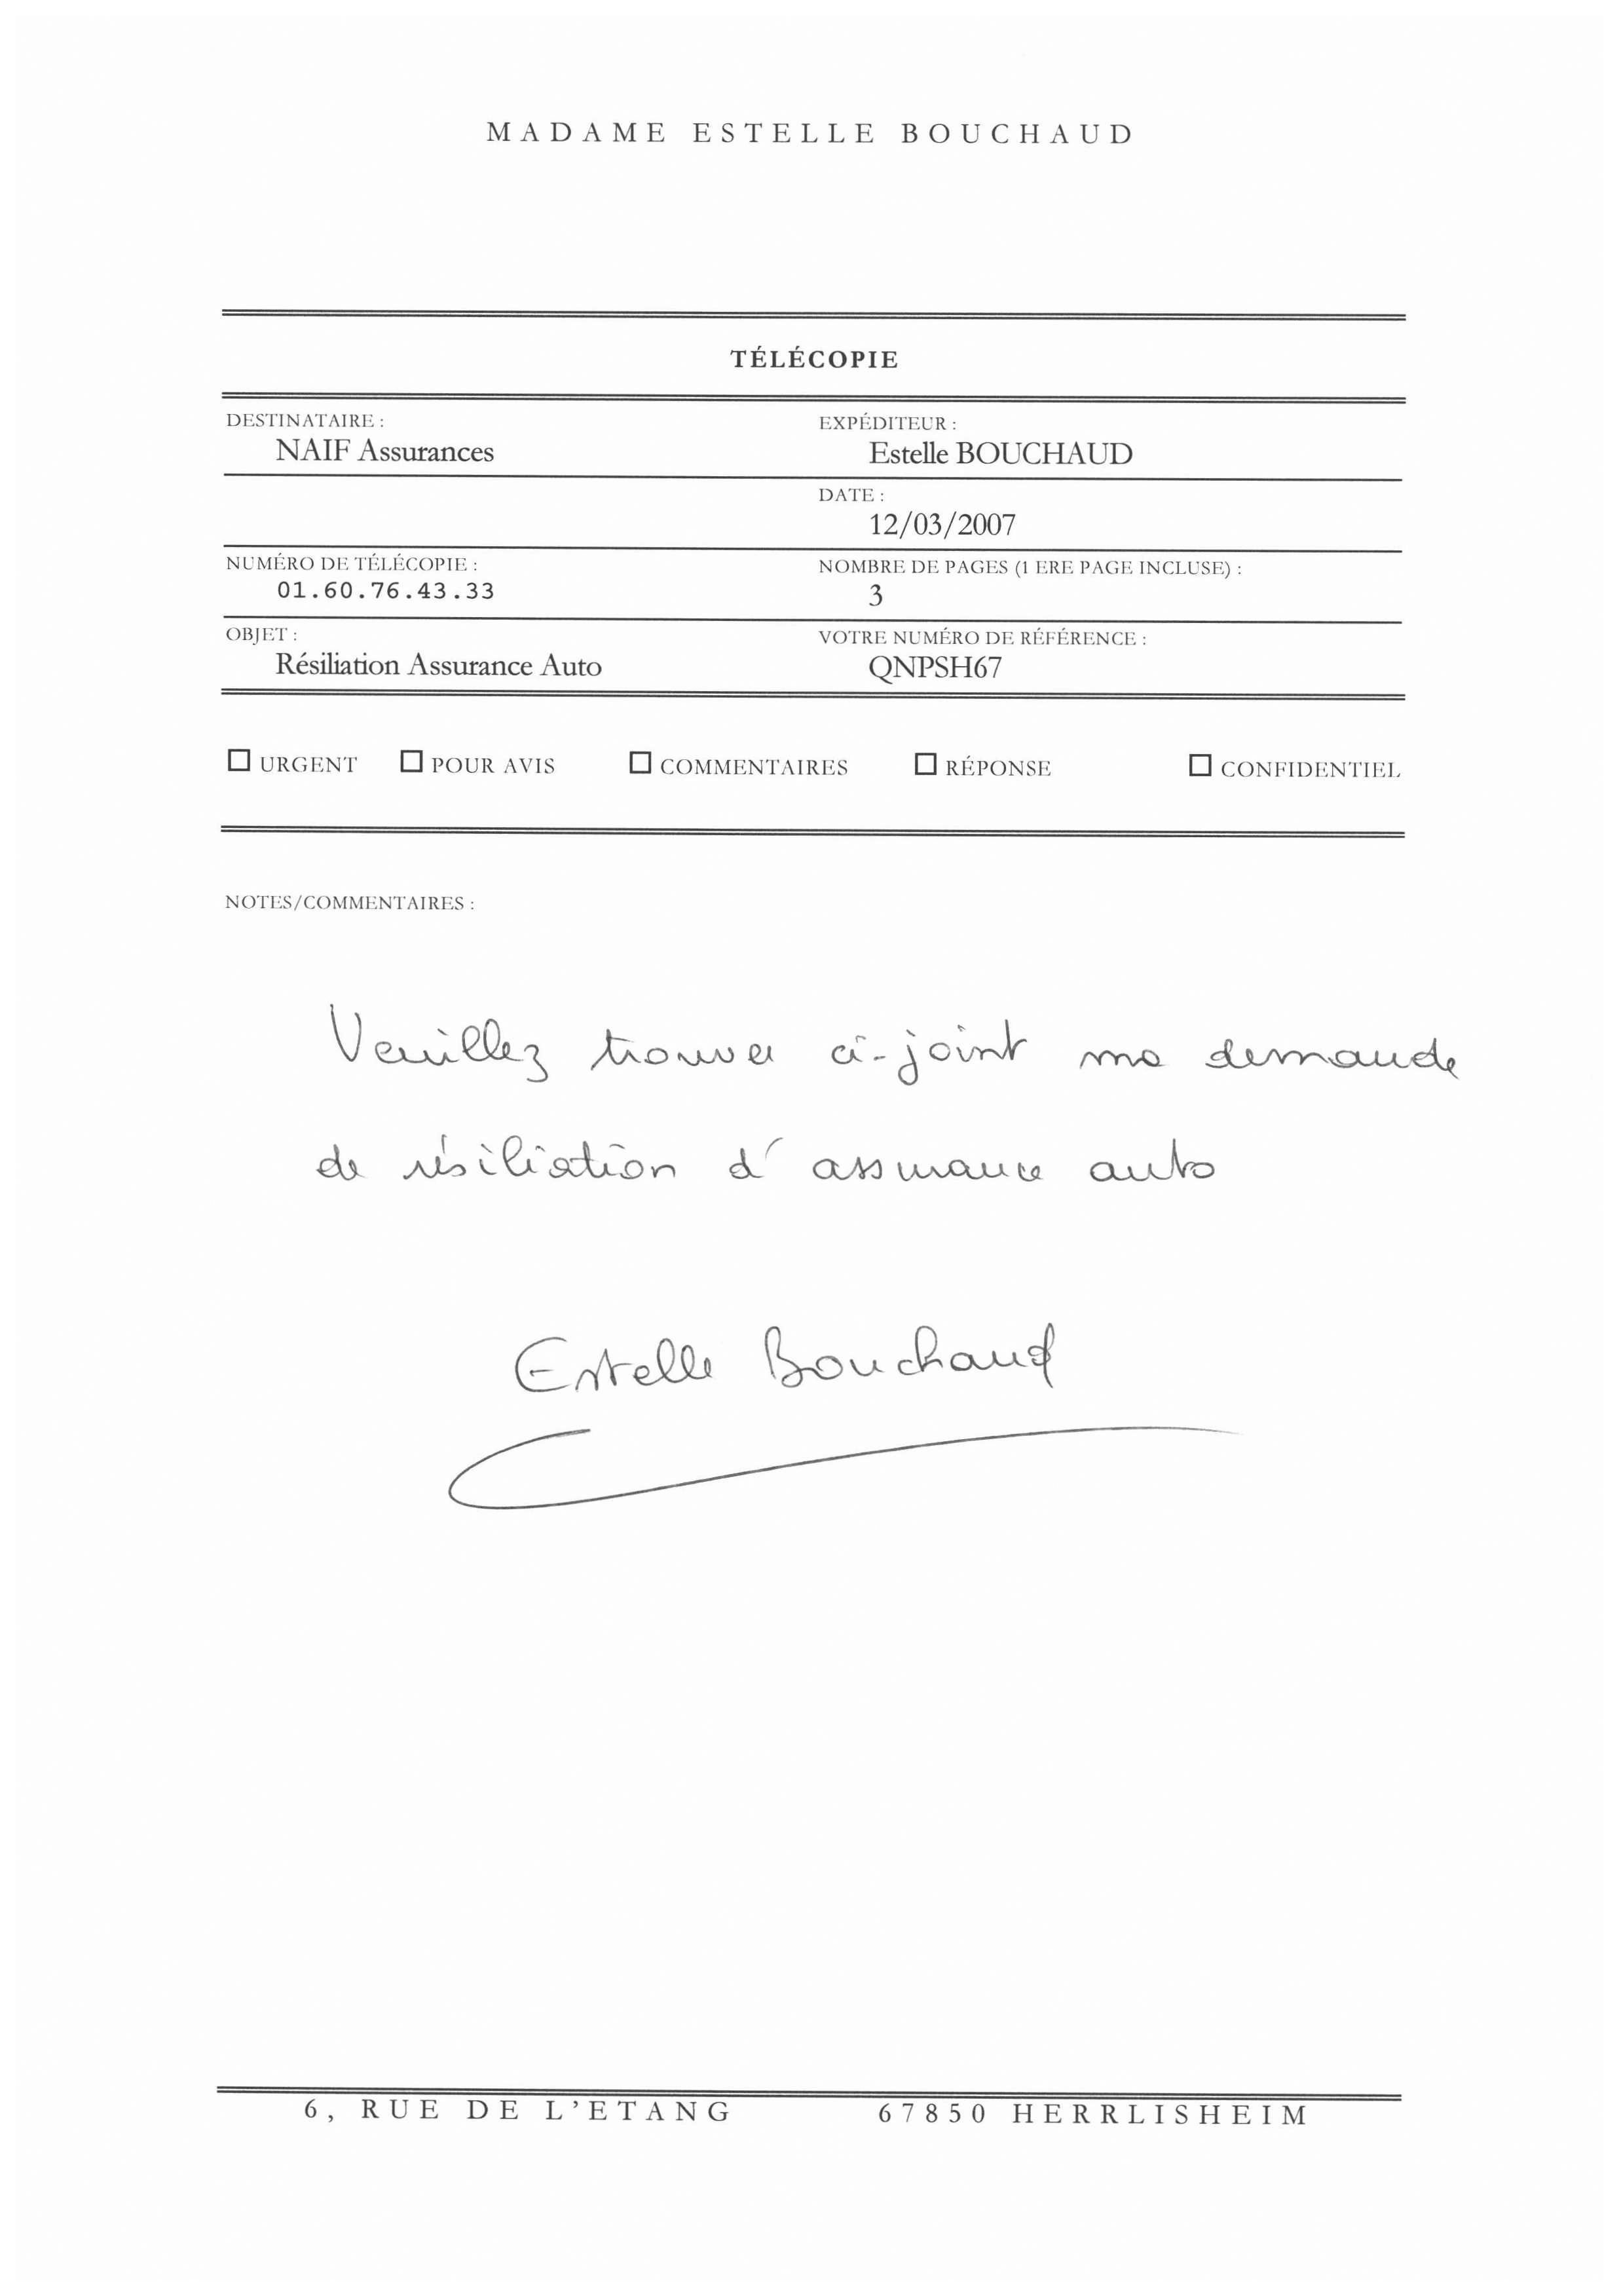 MADAME ESTELLE BOUCHAUD
TÉLÉCOPIE
DESTINATAIRE :
NAIF Assurances
EXPÉDITEUR :
Estelle BOUCHAUD
DATE :
12/03/2007
NUMÉRO DE TÉLÉCOPIE :
01.60.76.43.33
NOMBRE DE PAGES (1 ERE PAGE INCLUSE) :
3
OBJET :
Résiliation Assurance Auto
VOTRE NUMÉRO DE RÉFÉRENCE :
QNPSH67
☐ URGENT ☐ POUR AVIS ☐ COMMENTAIRES ☐ RÉPONSE ☐ CONFIDENTIEL
NOTES/COMMENTAIRES :
Veuillez trouver ci-joint ma demande
de résiliation d'assurance auto
Estelle Bouchaud
6, RUE DE L'ETANG 67850 HERRLISHEIM